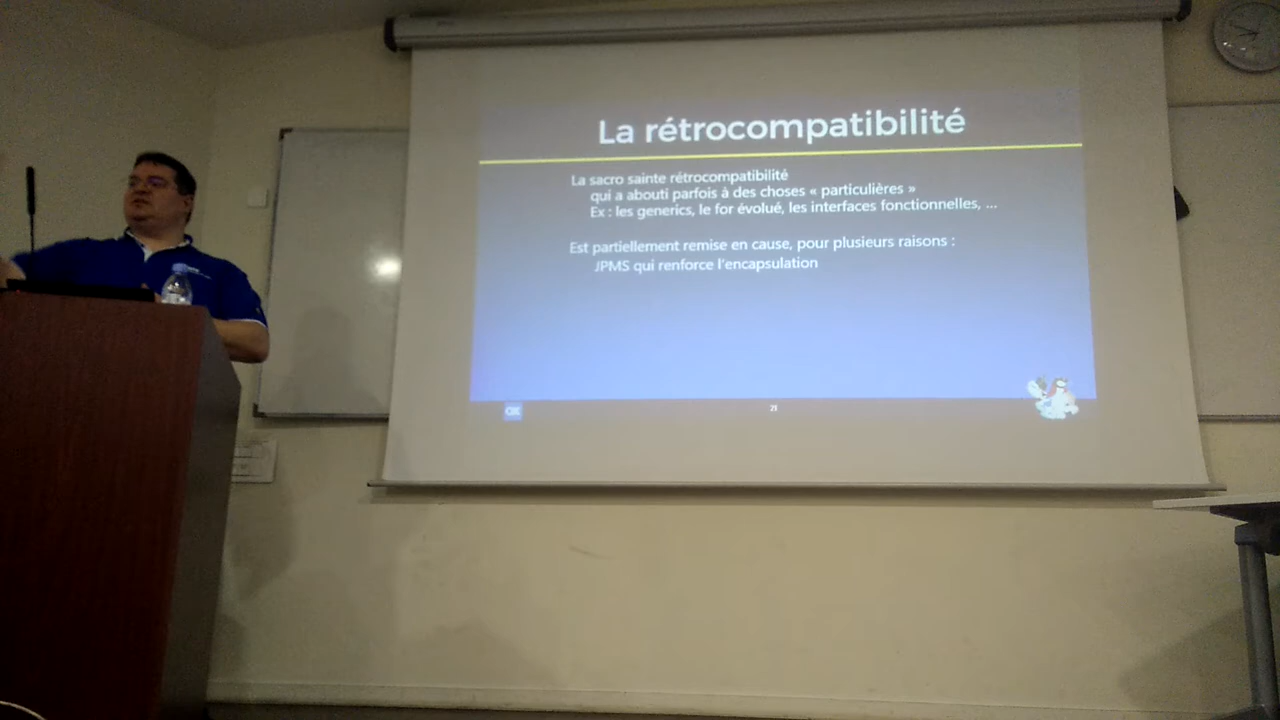 La rétrocompatibilité
La sacro sainte rétrocompatibilité
qui a abouti parfois à des choses « particulières »
Ex : les generics, le for évolué, les interfaces fonctionnelles, ...
Est partiellement remise en cause, pour plusieurs raisons :
JPMS qui renforce l'encapsulation